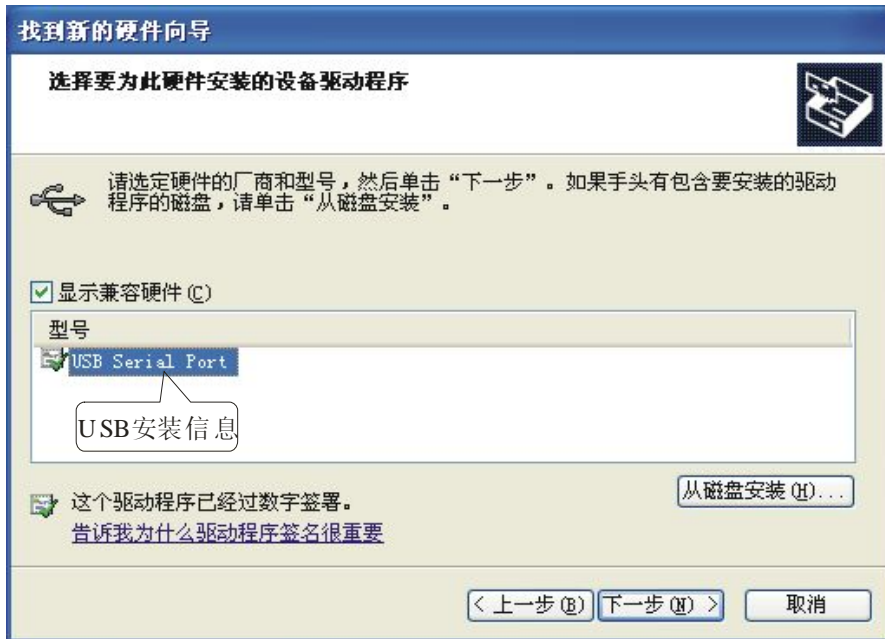 找到新的硬件向导
选择要为此硬件安装的设备驱动程序
请选定硬件的厂商和型号，然后单击“下一步”。如果手头有包含要安装的驱动
程序的磁盘，请单击“从磁盘安装”。
显示兼容硬件(C)
型号
USB Serial Port
USB安装信息
这个驱动程序已经过数字签署。
告诉我为什么驱动程序签名很重要
从磁盘安装(H)...
< 上一步(B)
下一步(N) >
取消